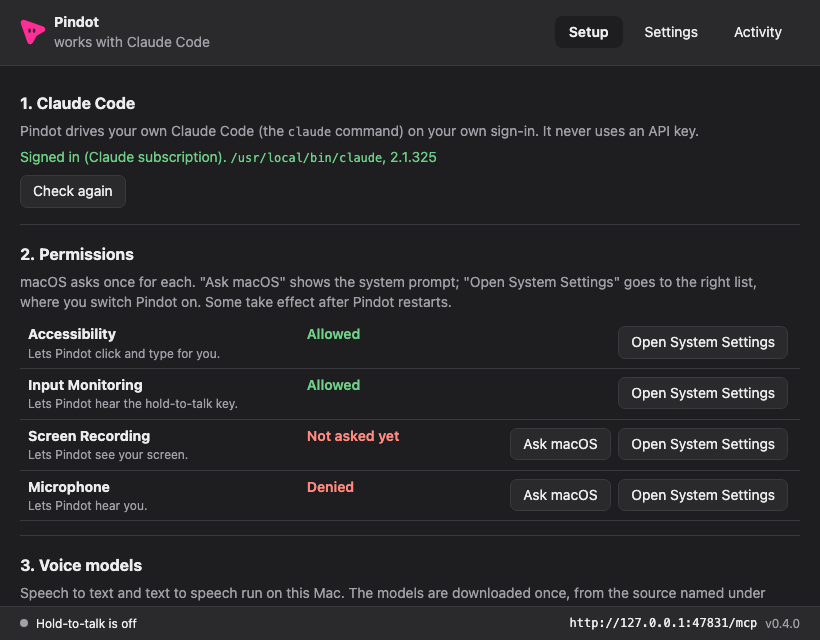 Pindot
works with Claude Code
Setup
Settings
Activity
1. Claude Code
Pindot drives your own Claude Code (the claude command) on your own sign-in. It never uses an API key.
Signed in (Claude subscription). /usr/local/bin/claude, 2.1.325
Check again
2. Permissions
macOS asks once for each. "Ask macOS" shows the system prompt; "Open System Settings" goes to the right list,
where you switch Pindot on. Some take effect after Pindot restarts.
Accessibility
Lets Pindot click and type for you.
Allowed
Open System Settings
Input Monitoring
Lets Pindot hear the hold-to-talk key.
Allowed
Open System Settings
Screen Recording
Lets Pindot see your screen.
Not asked yet
Ask macOS
Open System Settings
Microphone
Lets Pindot hear you.
Denied
Ask macOS
Open System Settings
3. Voice models
Speech to text and text to speech run on this Mac. The models are downloaded once, from the source named under
Hold-to-talk is off
http://127.0.0.1:47831/mcp
v0.4.0